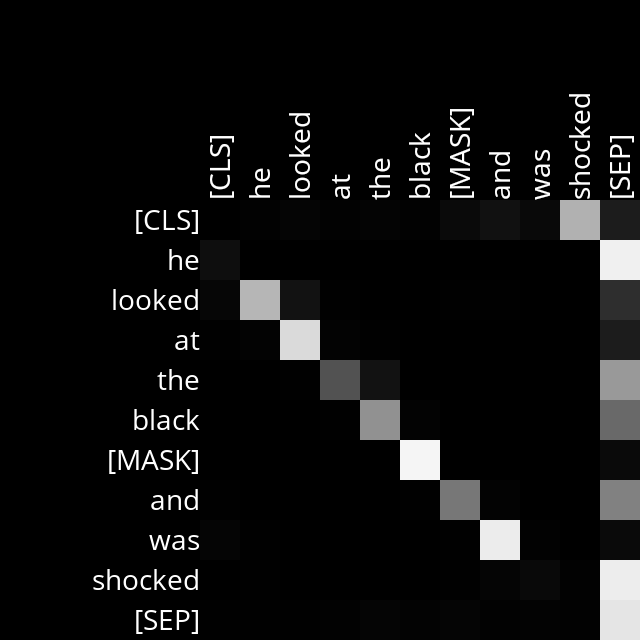 [CLS]
he
looked
at
the
black
[MASK]
and
was
shocked
[SEP]
[CLS]
he
looked
at
the
black
[MASK]
and
was
shocked
[SEP]